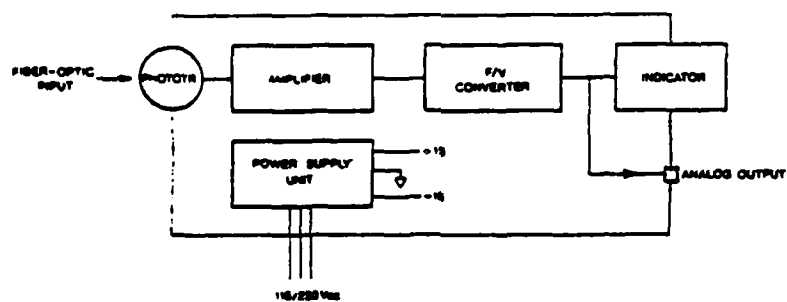 FIBER-OPTIC
INPUT
PHOTOTR
AMPLIFIER
F/V
CONVERTER
INDICATOR
POWER SUPPLY
UNIT
ANALOG OUTPUT
115/230 Vac